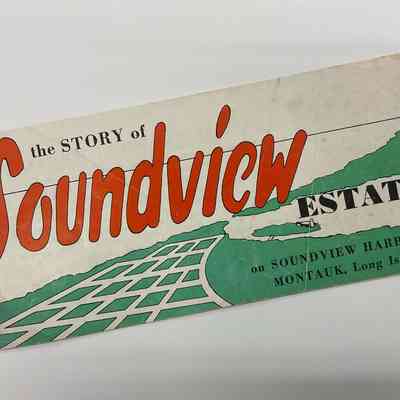 the STORY of
Soundview
ESTAT
on SOUNDVIEW HARB
MONTAUK, Long Is